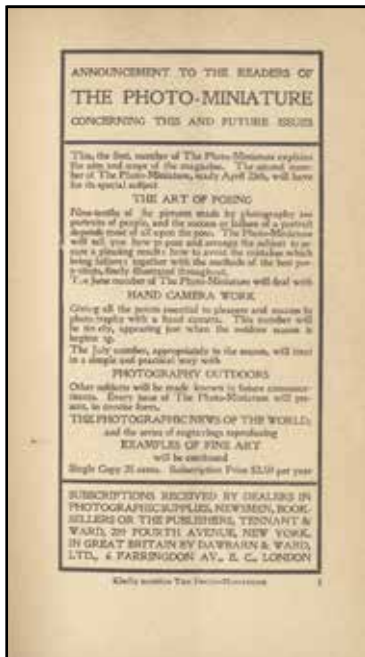 ANNOUNCEMENT TO THE READERS OF
THE PHOTO-MINIATURE
CONCERNING THIS AND FUTURE ISSUES
This, the first, number of The Photo-Miniature explains
the aim and scope of the magazine. The second num-
ber of The Photo-Miniature, ready April 25th, will have
for its special subject
THE ART OF POSING
Nine-tenths of the pictures made by photography are
portraits of people, and the success or failure of a portrait
depends most of all upon the pose. The Photo-Miniature
will tell you how to pose and arrange the subject to se-
cure a pleasing result; how to avoid the mistakes which
bring failure; together with the methods of the best
finely illustrated throughout.
The June number of The Photo-Miniature will deal with
HAND CAMERA WORK
Giving all the points essential to pleasure and success in
photography with a hand camera. This number will
be timely, appearing just when the outdoor season is
The July number, appropriately to the season, will treat
in a simple and practical way with
PHOTOGRAPHY OUTDOORS
Other subjects will be made known in future announce-
ments. Every issue of The Photo-Miniature will pre-
sent, in concise form,
THE PHOTOGRAPHIC NEWS OF THE WORLD;
and the series of engravings reproducing
EXAMPLES OF FINE ART
will be continued
Single Copy 25 cents. Subscription Price $2.50 per year
SUBSCRIPTIONS RECEIVED BY DEALERS IN
PHOTOGRAPHIC SUPPLIES, NEWSMEN, BOOK-
SELLERS OR THE PUBLISHERS, TENNANT &
WARD, 289 FOURTH AVENUE, NEW YORK.
IN GREAT BRITAIN BY DAWBARN & WARD,
LTD., 6 FARRINGDON AV., E. C., LONDON
Kindly mention THE PHOTO-MINIATURE